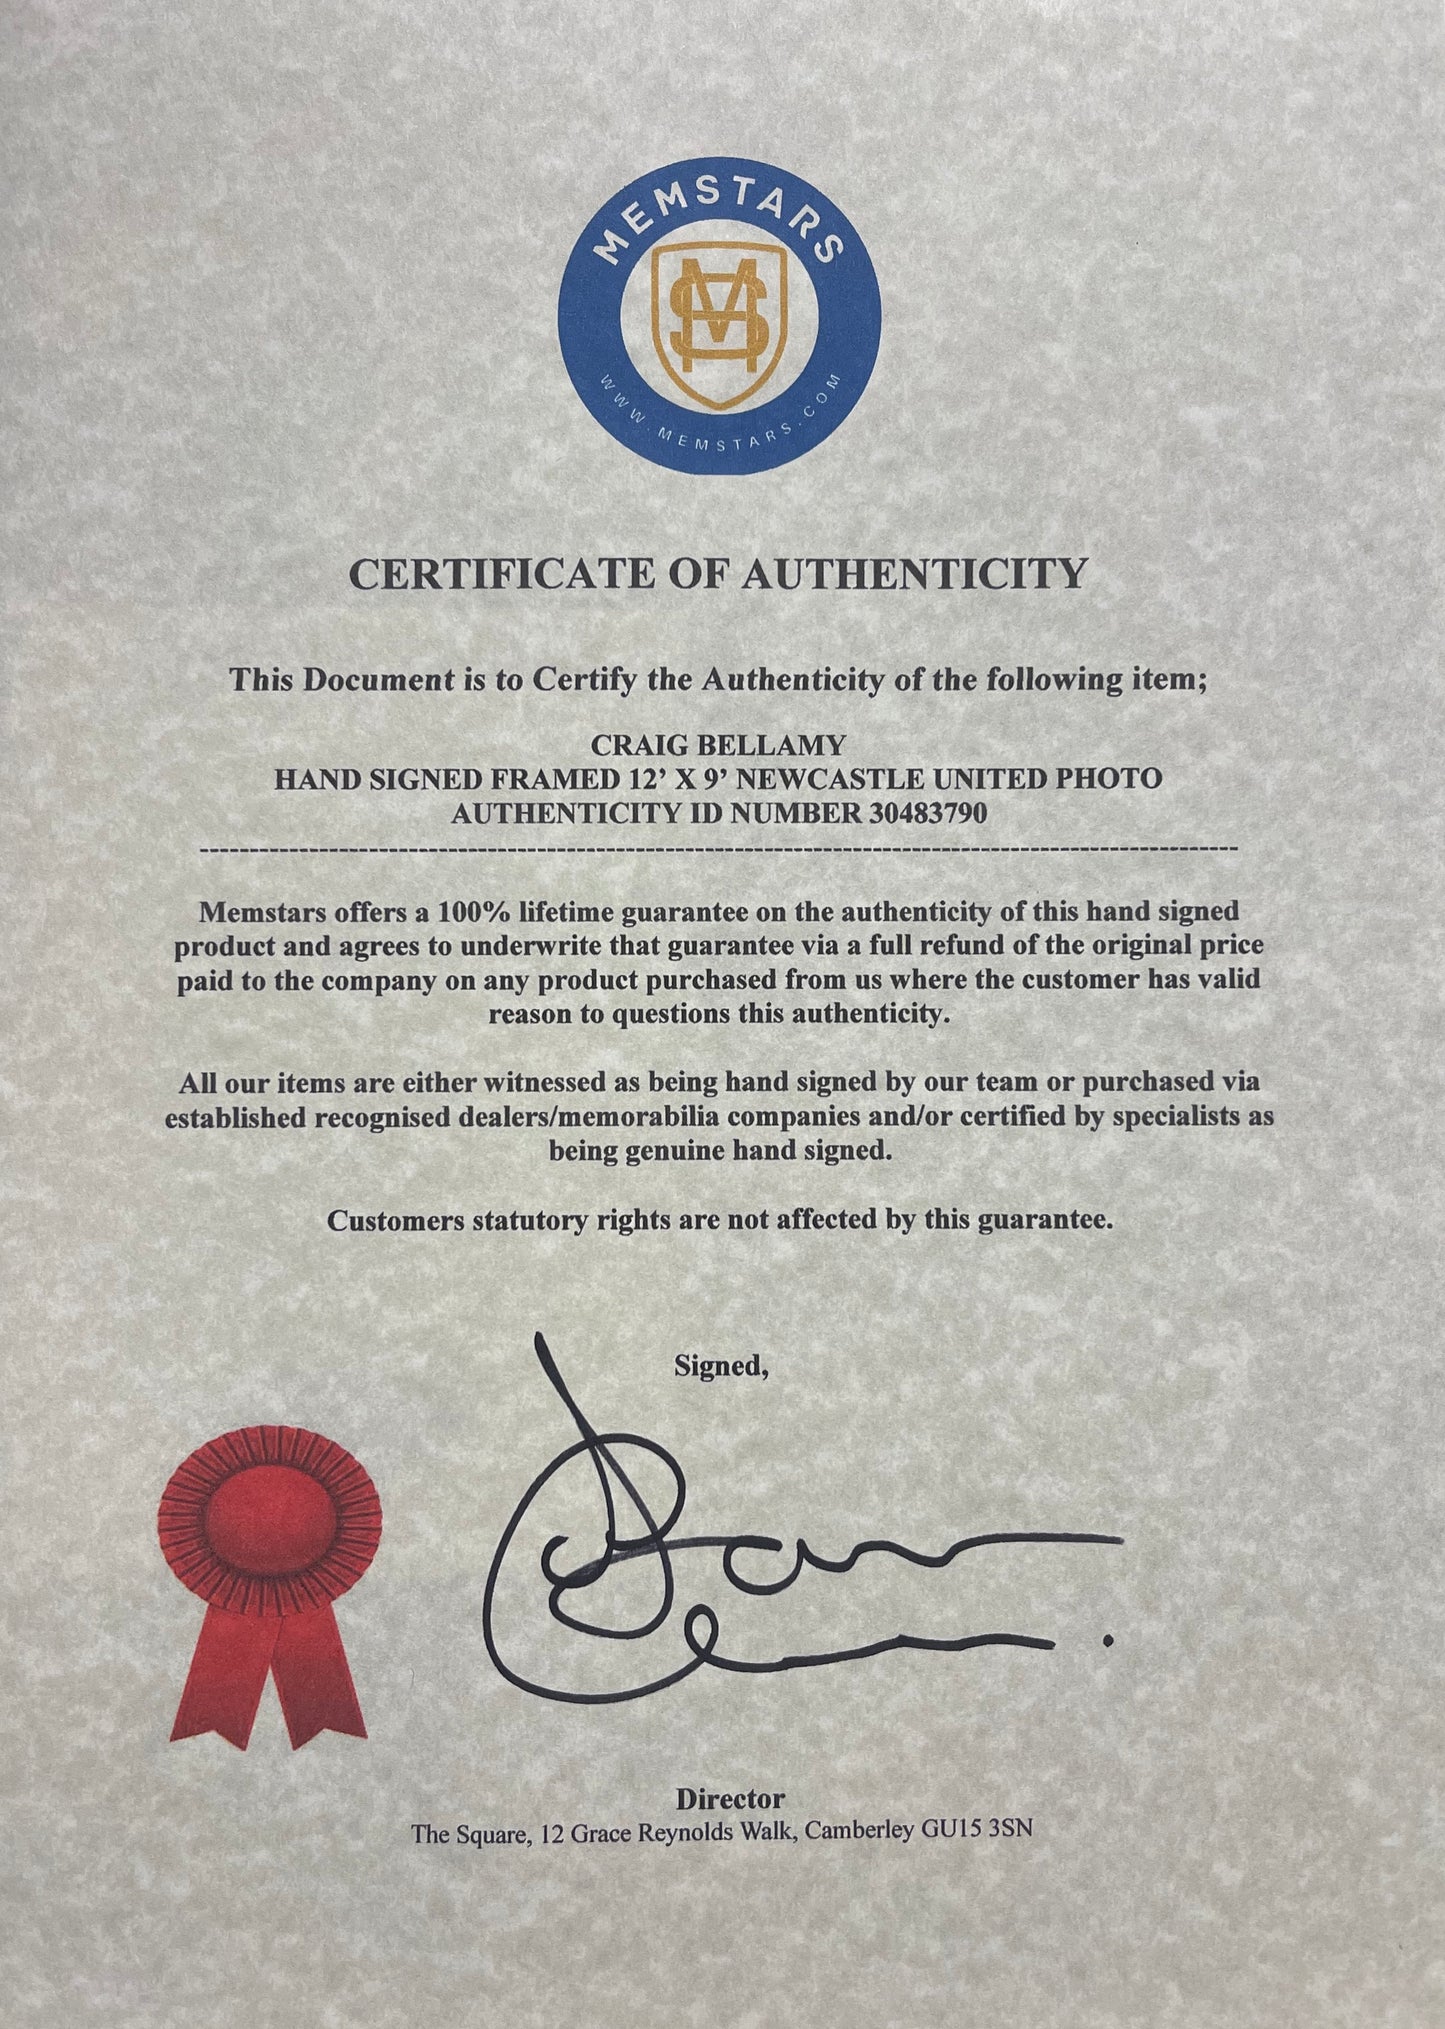 MEMSTARS
WWW.MEMSTARS.COM
CERTIFICATE OF AUTHENTICITY
This Document is to Certify the Authenticity of the following item;
CRAIG BELLAMY
HAND SIGNED FRAMED 12’ X 9’ NEWCASTLE UNITED PHOTO
AUTHENTICITY ID NUMBER 30483790
Memstars offers a 100% lifetime guarantee on the authenticity of this hand signed
product and agrees to underwrite that guarantee via a full refund of the original price
paid to the company on any product purchased from us where the customer has valid
reason to questions this authenticity.
All our items are either witnessed as being hand signed by our team or purchased via
established recognised dealers/memorabilia companies and/or certified by specialists as
being genuine hand signed.
Customers statutory rights are not affected by this guarantee.
Signed,
Director
The Square, 12 Grace Reynolds Walk, Camberley GU15 3SN